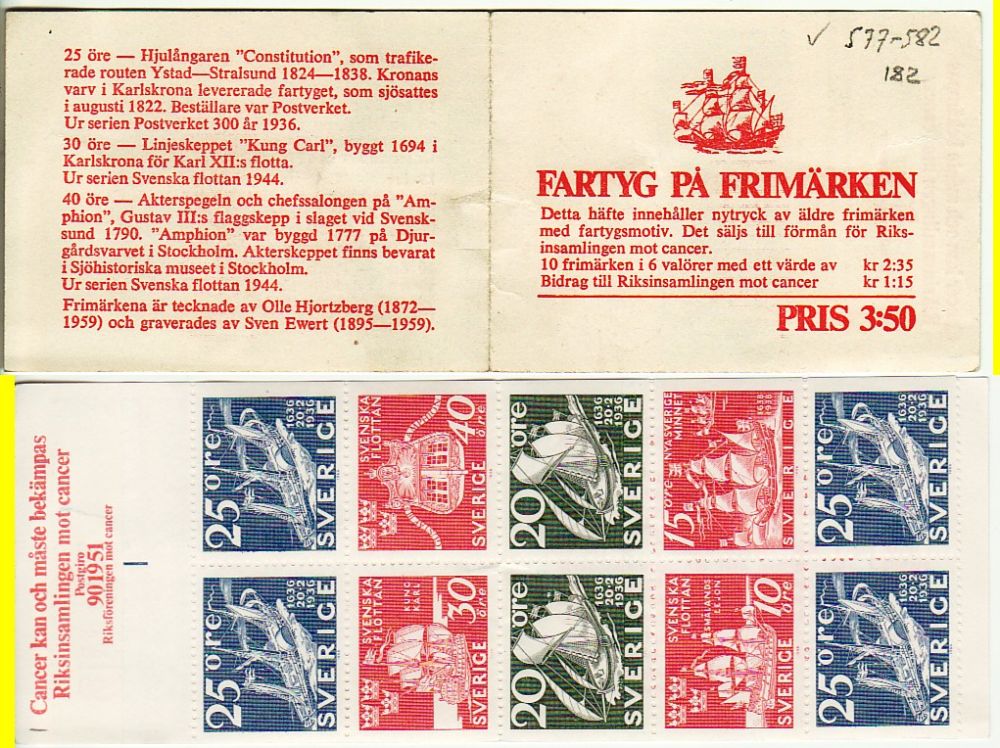 25 öre — Hjulångaren "Constitution", som trafike-
rade routen Ystad—Stralsund 1824—1838. Kronans
varv i Karlskrona levererade fartyget, som sjösattes
i augusti 1822. Beställare var Postverket.
Ur serien Postverket 300 år 1936.
30 öre — Linjeskeppet "Kung Carl", byggt 1694 i
Karlskrona för Karl XII:s flotta.
Ur serien Svenska flottan 1944.
40 öre — Akterspegeln och chefssalongen på "Am-
phion", Gustav III:s flaggskepp i slaget vid Svensk-
sund 1790. "Amphion" var byggd 1777 på Djur-
gårdsvarvet i Stockholm. Akterskeppet finns bevarat
i Sjöhistoriska museet i Stockholm.
Ur serien Svenska flottan 1944.
Frimärkena är tecknade av Olle Hjortzberg (1872—
1959) och graverades av Sven Ewert (1895—1959).
✓ 577-582
182
FARTYG PÅ FRIMÄRKEN
Detta häfte innehåller nytryck av äldre frimärken
med fartygsmotiv. Det säljs till förmån för Riks-
insamlingen mot cancer.
10 frimärken i 6 valörer med ett värde av kr 2:35
Bidrag till Riksinsamlingen mot cancer kr 1:15
PRIS 3:50
Cancer kan och måste bekämpas
Riksinsamlingen mot cancer
Postgiro
901951
Riksföreningen mot cancer
25 öre
1636
20·2
1936
SVERIGE
SVENSKA
FLOTTAN
40
öre
SVERIGE
20 öre
1636
20·2
1936
SVERIGE
15 öre
NYASVERIGE
MINNET
1638
1938
SVERIGE
25 öre
1636
20·2
1936
SVERIGE
25 öre
1636
20·2
1936
SVERIGE
SVENSKA
FLOTTAN
KUNG
KARL
30
öre
SVERIGE
20 öre
1636
20·2
1936
SVERIGE
SVENSKA
FLOTTAN
SMÅLANDS
LEJON
10
öre
SVERIGE
25 öre
1636
20·2
1936
SVERIGE